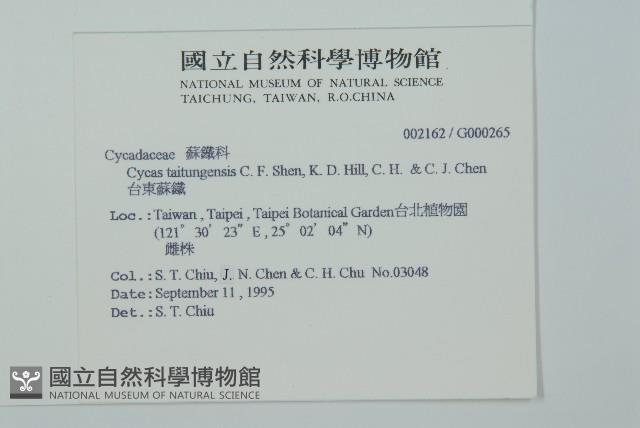 國立自然科學博物館
NATIONAL MUSEUM OF NATURAL SCIENCE
TAICHUNG, TAIWAN, R.O.CHINA
002162 / G000265
Cycadaceae 蘇鐵科
Cycas taitungensis C. F. Shen, K. D. Hill, C. H. & C. J. Chen
台東蘇鐵
Loc.: Taiwan , Taipei , Taipei Botanical Garden台北植物園
(121° 30' 23" E , 25° 02' 04" N)
雌株
Col.: S. T. Chiu, J. N. Chen & C. H. Chu No.03048
Date: September 11 , 1995
Det.: S. T. Chiu
國立自然科學博物館
NATIONAL MUSEUM OF NATURAL SCIENCE